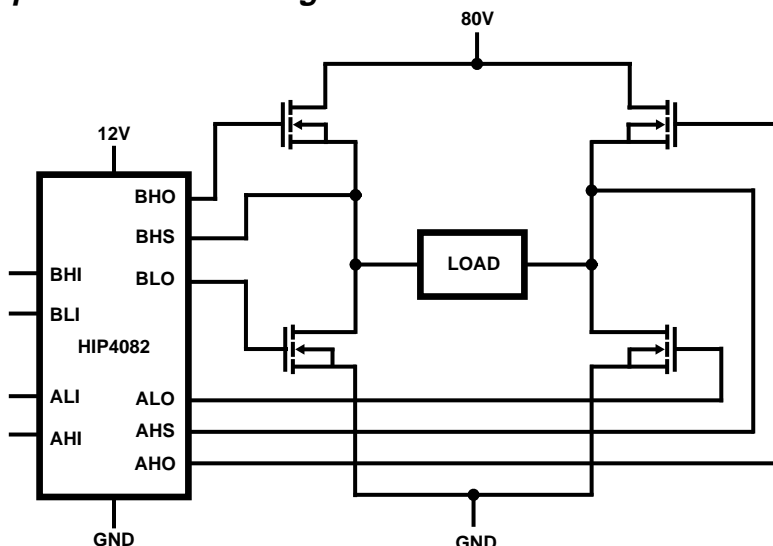 80V
12V
BHO
BHS
BHI
BLO
LOAD
BLI
HIP4082
ALI
ALO
AHI
AHS
AHO
GND
GND